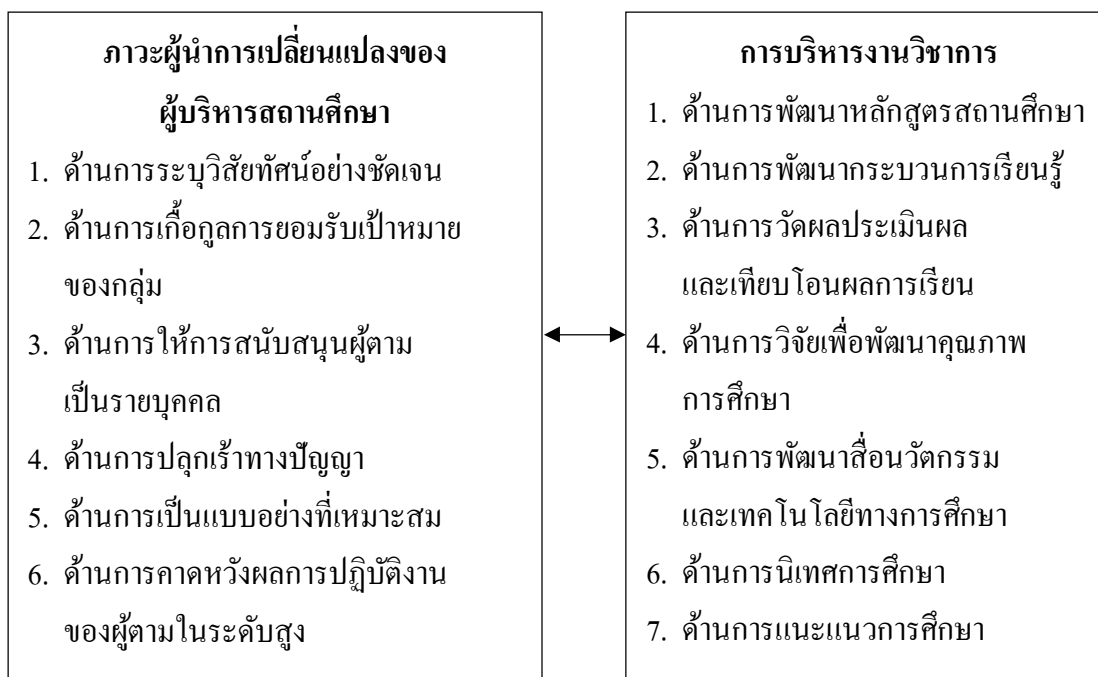 ภาวะผู้นำการเปลี่ยนแปลงของ
ผู้บริหารสถานศึกษา
1. ด้านการระบุวิสัยทัศน์อย่างชัดเจน
2. ด้านการเกื้อกูลการยอมรับเป้าหมาย
ของกลุ่ม
3. ด้านการให้การสนับสนุนผู้ตาม
เป็นรายบุคคล
4. ด้านการปลุกเร้าทางปัญญา
5. ด้านการเป็นแบบอย่างที่เหมาะสม
6. ด้านการคาดหวังผลการปฏิบัติงาน
ของผู้ตามในระดับสูง
การบริหารงานวิชาการ
1. ด้านการพัฒนาหลักสูตรสถานศึกษา
2. ด้านการพัฒนากระบวนการเรียนรู้
3. ด้านการวัดผลประเมินผล
และเทียบโอนผลการเรียน
4. ด้านการวิจัยเพื่อพัฒนาคุณภาพ
การศึกษา
5. ด้านการพัฒนาสื่อนวัตกรรม
และเทคโนโลยีทางการศึกษา
6. ด้านการนิเทศการศึกษา
7. ด้านการแนะแนวการศึกษา